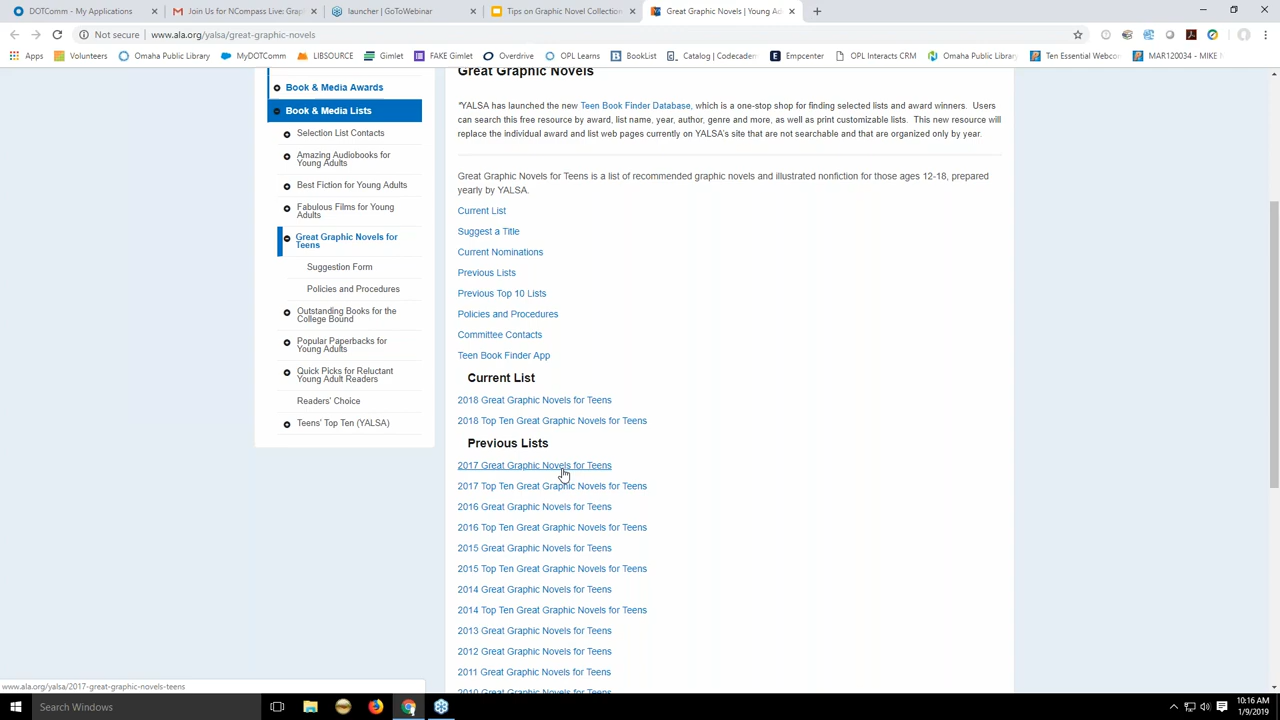 DOTComm - My Applications
Join Us for NCompass Live: Grap
launcher | GoToWebinar
Tips on Graphic Novel Collection
Great Graphic Novels | Young Ad
Not secure | www.ala.org/yalsa/great-graphic-novels
Apps
Volunteers
Omaha Public Library
MyDOTComm
LIBSOURCE
Gimlet
FAKE Gimlet
Overdrive
OPL Learns
BookList
Catalog | Codecaden
Empcenter
OPL Interacts CRM
Omaha Public Library
Ten Essential Webco
MAR120034 - MIKE
Book & Media Awards
Book & Media Lists
Selection List Contacts
Amazing Audiobooks for
Young Adults
Best Fiction for Young Adults
Fabulous Films for Young
Adults
Great Graphic Novels for
Teens
Suggestion Form
Policies and Procedures
Outstanding Books for the
College Bound
Popular Paperbacks for
Young Adults
Quick Picks for Reluctant
Young Adult Readers
Readers' Choice
Teens' Top Ten (YALSA)
Great Graphic Novels
*YALSA has launched the new Teen Book Finder Database, which is a one-stop shop for finding selected lists and award winners. Users
can search this free resource by award, list name, year, author, genre and more, as well as print customizable lists. This new resource will
replace the individual award and list web pages currently on YALSA's site that are not searchable and that are organized only by year.
Great Graphic Novels for Teens is a list of recommended graphic novels and illustrated nonfiction for those ages 12-18, prepared
yearly by YALSA.
Current List
Suggest a Title
Current Nominations
Previous Lists
Previous Top 10 Lists
Policies and Procedures
Committee Contacts
Teen Book Finder App
Current List
2018 Great Graphic Novels for Teens
2018 Top Ten Great Graphic Novels for Teens
Previous Lists
2017 Great Graphic Novels for Teens
2017 Top Ten Great Graphic Novels for Teens
2016 Great Graphic Novels for Teens
2016 Top Ten Great Graphic Novels for Teens
2015 Great Graphic Novels for Teens
2015 Top Ten Great Graphic Novels for Teens
2014 Great Graphic Novels for Teens
2014 Top Ten Great Graphic Novels for Teens
2013 Great Graphic Novels for Teens
2012 Great Graphic Novels for Teens
2011 Great Graphic Novels for Teens
2010 Great Graphic Novels for Teens
www.ala.org/yalsa/2017-great-graphic-novels-teens
Search Windows
10:16 AM
1/9/2019